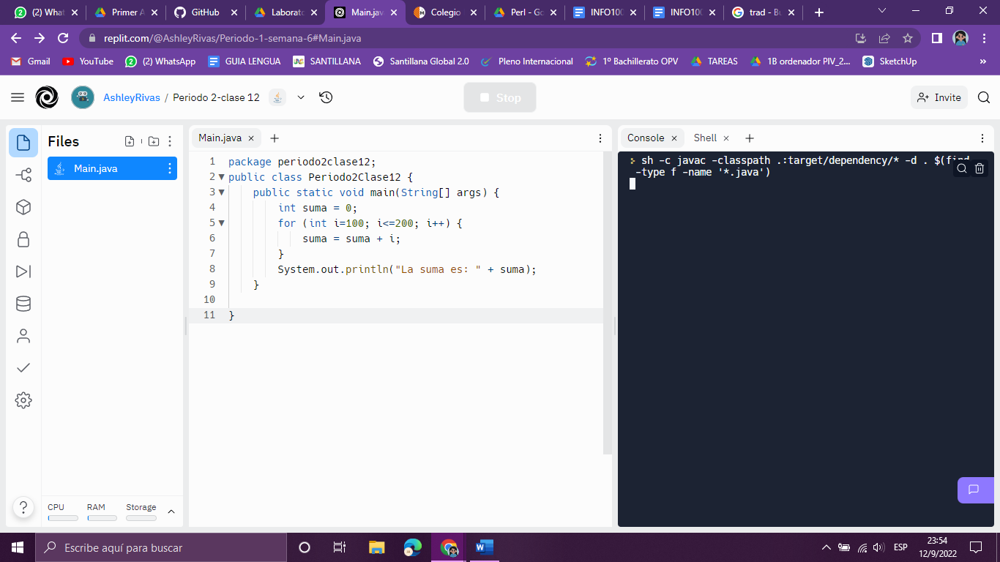 (2) What
Primer A
GitHub
Laborato
Main.java
Colegio
Perl - Go
INFO100
INFO100
trad - Bu
replit.com/@AshleyRivas/Periodo-1-semana-6#Main.java
Gmail
YouTube
(2) WhatsApp
GUIA LENGUA
SANTILLANA
Santillana Global 2.0
Pleno Internacional
1º Bachillerato OPV
TAREAS
1B ordenador PIV_2...
SketchUp
»
AshleyRivas / Periodo 2-clase 12
Stop
Invite
Files
Main.java
CPU
RAM
Storage
Main.java
1 package periodo2clase12;
2 public class Periodo2Clase12 {
3 public static void main(String[] args) {
4 int suma = 0;
5 for (int i=100; i<=200; i++) {
6 suma = suma + i;
7 }
8 System.out.println("La suma es: " + suma);
9 }
10
11 }
Console
Shell
sh -c javac -classpath .:target/dependency/* -d . $(find .
-type f -name '*.java')
Escribe aquí para buscar
ESP
23:54
12/9/2022